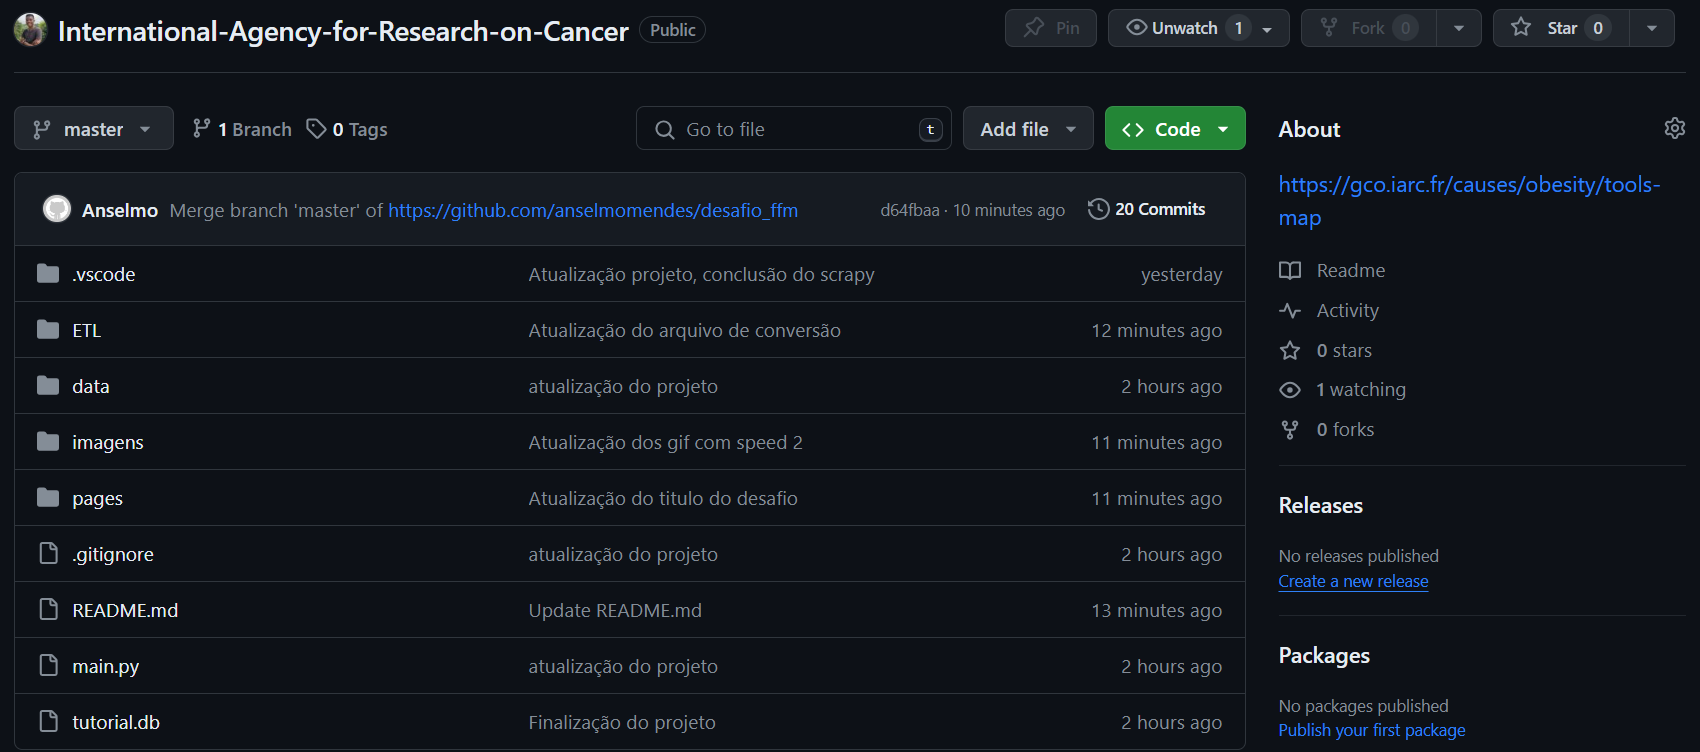 International-Agency-for-Research-on-Cancer Public
Pin
Unwatch 1
Fork 0
Star 0
master
1 Branch
0 Tags
Go to file t
Add file
<> Code
Anselmo Merge branch 'master' of https://github.com/anselmomendes/desafio_ffm d64fbaa · 10 minutes ago 20 Commits
.vscode Atualização projeto, conclusão do scrapy yesterday
ETL Atualização do arquivo de conversão 12 minutes ago
data atualização do projeto 2 hours ago
imagens Atualização dos gif com speed 2 11 minutes ago
pages Atualização do titulo do desafio 11 minutes ago
.gitignore atualização do projeto 2 hours ago
README.md Update README.md 13 minutes ago
main.py atualização do projeto 2 hours ago
tutorial.db Finalização do projeto 2 hours ago
About
https://gco.iarc.fr/causes/obesity/tools-
map
Readme
Activity
0 stars
1 watching
0 forks
Releases
No releases published
Create a new release
Packages
No packages published
Publish your first package